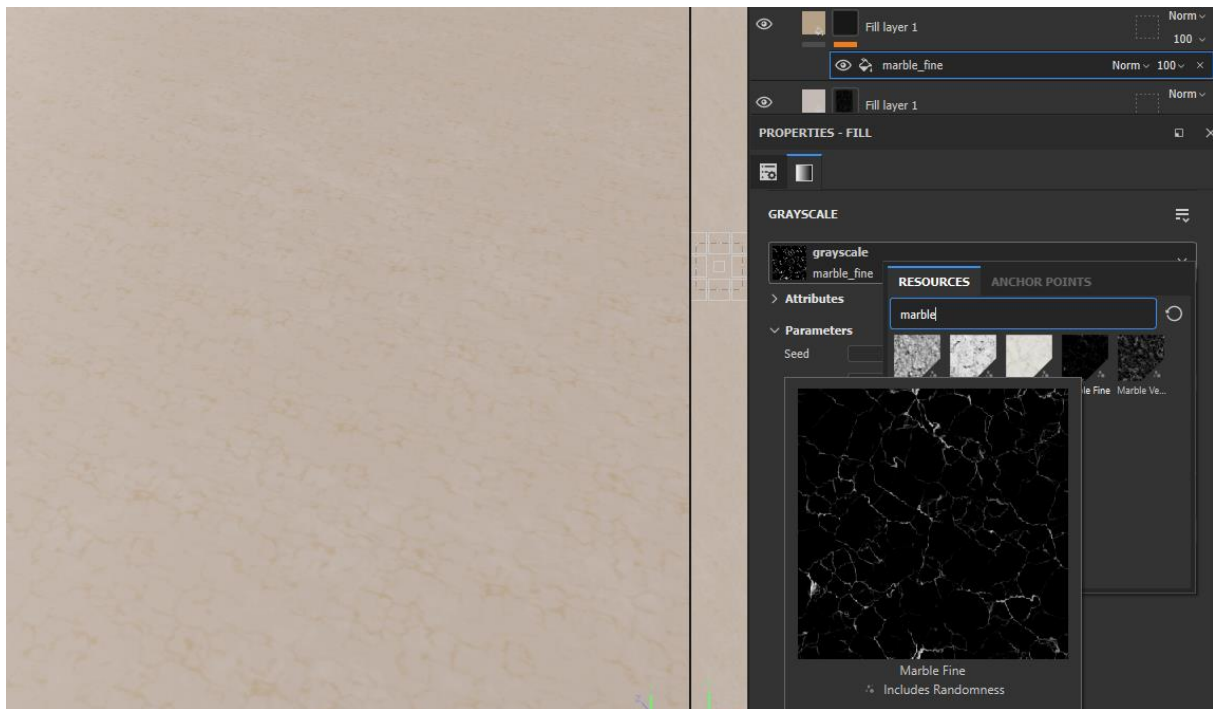 Fill layer 1
Norm
100
marble_fine
Norm
100
Fill layer 1
Norm
PROPERTIES - FILL
GRAYSCALE
grayscale
marble_fine
Attributes
Parameters
Seed
RESOURCES
ANCHOR POINTS
marble
le Fine
Marble Ve...
Marble Fine
Includes Randomness